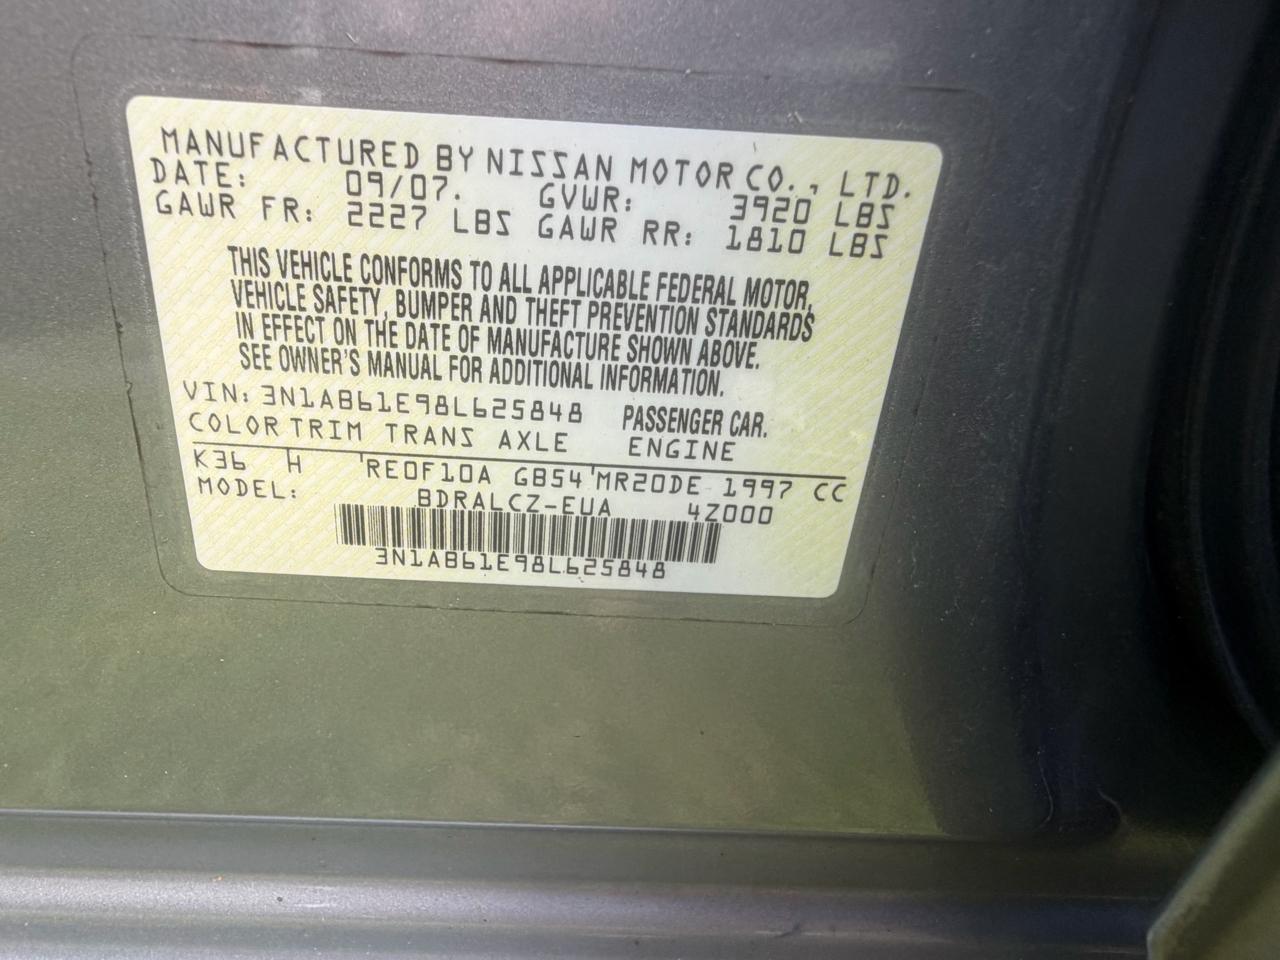 MANUFACTURED BY NISSAN MOTOR CO., LTD.
DATE: 09/07. GVWR: 3920 LBS
GAWR FR: 2227 LBS GAWR RR: 1810 LBS
THIS VEHICLE CONFORMS TO ALL APPLICABLE FEDERAL MOTOR,
VEHICLE SAFETY, BUMPER AND THEFT PREVENTION STANDARDS
IN EFFECT ON THE DATE OF MANUFACTURE SHOWN ABOVE.
SEE OWNER'S MANUAL FOR ADDITIONAL INFORMATION.
VIN: 3N1AB61E98L625848 PASSENGER CAR.
COLOR TRIM TRANS AXLE ENGINE
K36 H RE0F10A GB54 MR20DE 1997 CC
MODEL: BDRALCZ-EUA 4Z000
3N1AB61E98L625848